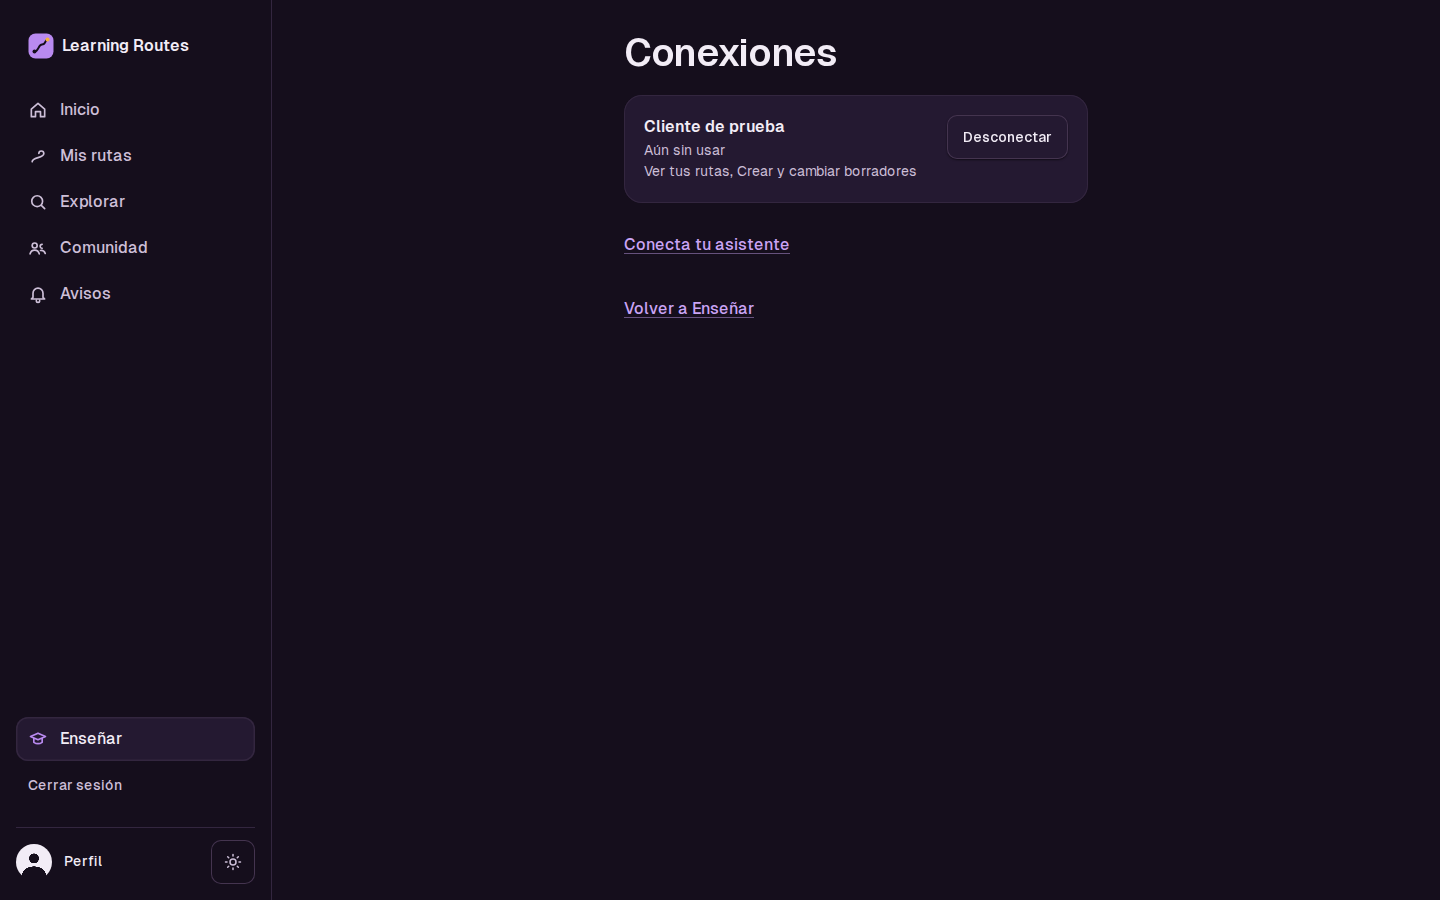 Learning Routes
Inicio
Mis rutas
Explorar
Comunidad
Avisos
Enseñar
Cerrar sesión
Perfil
Conexiones
Cliente de prueba
Aún sin usar
Ver tus rutas, Crear y cambiar borradores
Desconectar
Conecta tu asistente
Volver a Enseñar